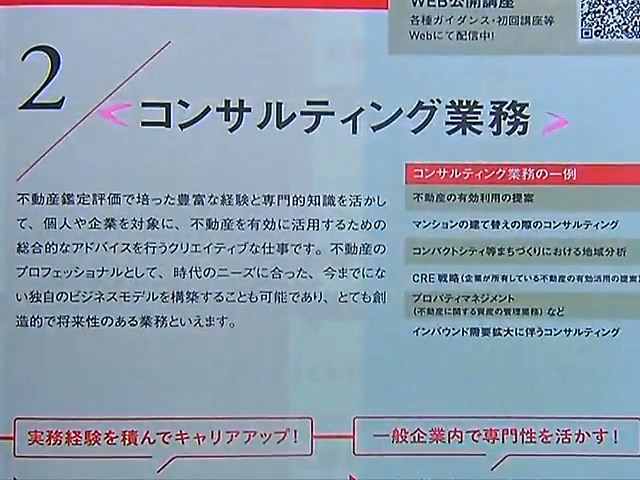 WEB公開講座
各種ガイダンス・初回講座等
Webにて配信中!
2
コンサルティング業務
不動産鑑定評価で培った豊富な経験と専門的知識を活かし
て、個人や企業を対象に、不動産を有効に活用するための
総合的なアドバイスを行うクリエイティブな仕事です。不動産の
プロフェッショナルとして、時代のニーズに合った、今までにな
い独自のビジネスモデルを構築することも可能であり、とても創
造的で将来性のある業務といえます。
コンサルティング業務の一例
不動産の有効利用の提案
マンションの建て替えの際のコンサルティング
コンパクトシティ等まちづくりにおける地域分析
CRE戦略(企業が所有している不動産の有効活用の提案)
プロパティマネジメント
(不動産に関する資産の管理業務)など
インバウンド需要拡大に伴うコンサルティング
実務経験を積んでキャリアアップ!
一般企業内で専門性を活かす!